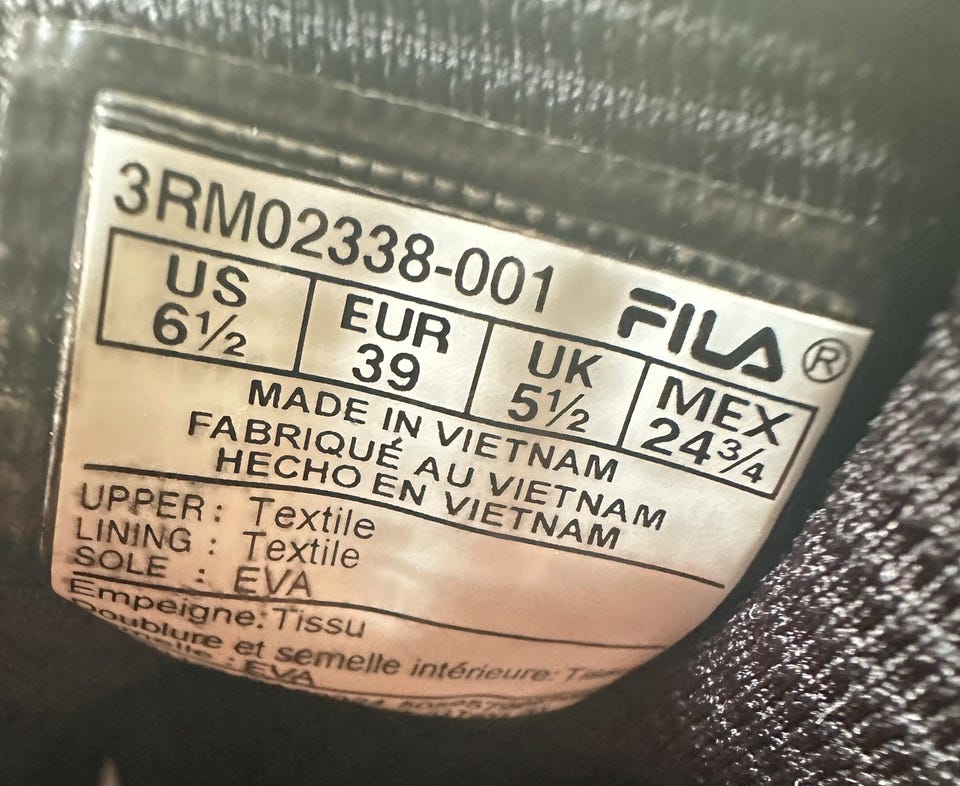 3RM02338-001
FILA®
US EUR UK MEX
6½ 39 5½ 24¾
MADE IN VIETNAM
FABRIQUÉ AU VIETNAM
HECHO EN VIETNAM
UPPER : Textile
LINING : Textile
SOLE : EVA
Empeigne: Tissu
Doublure et semelle intérieure:
: EVA